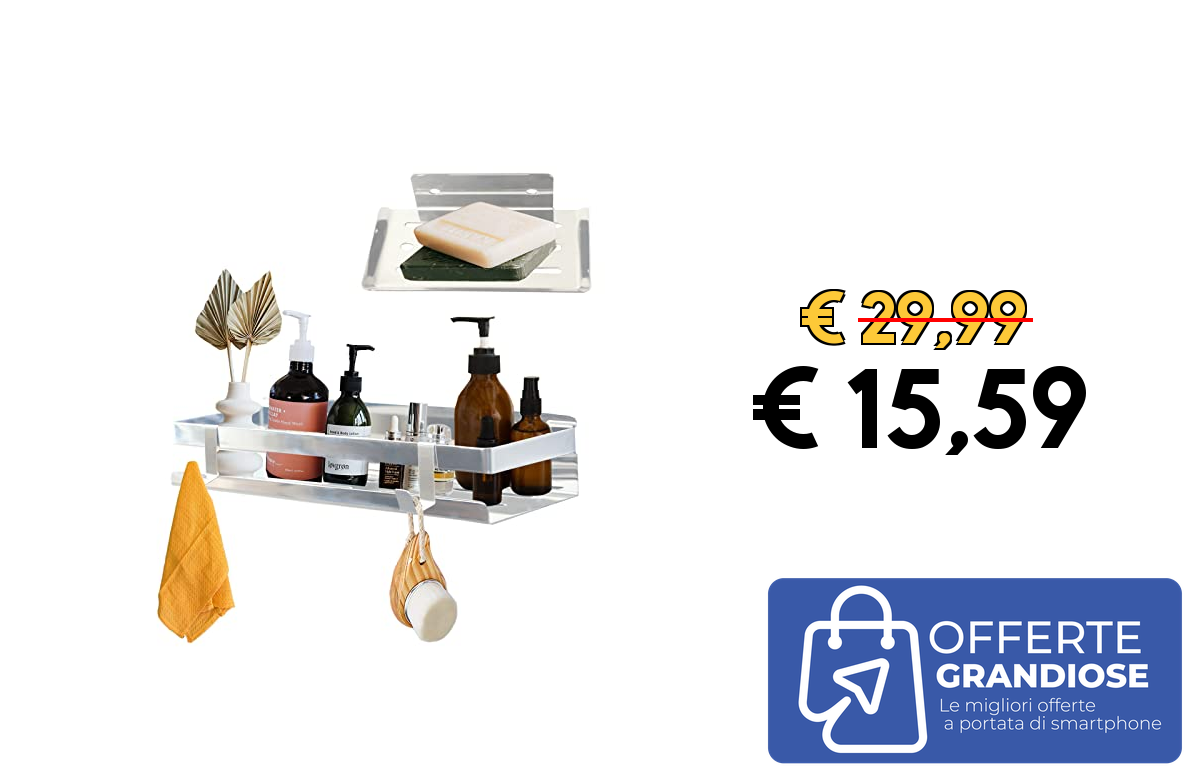 € 29,99
€ 15,59
OFFERTE
GRANDIOSE
Le migliori offerte
a portata di smartphone